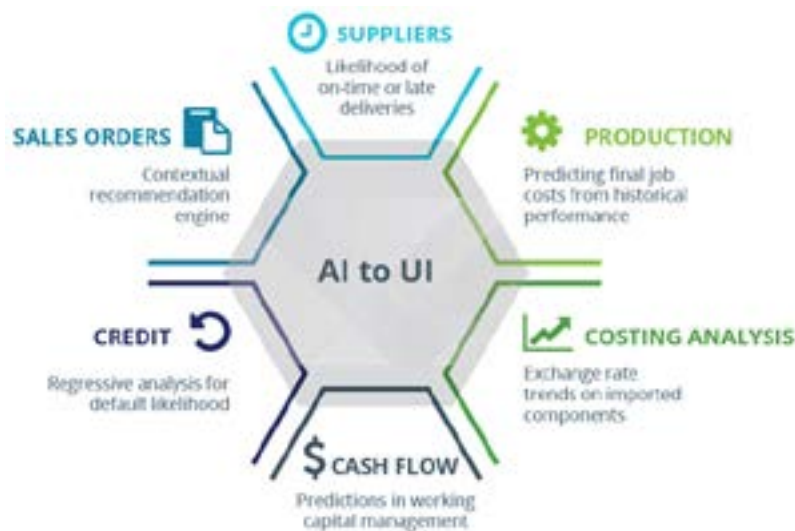 SUPPLIERS
Likelihood of
on-time or late
deliveries
SALES ORDERS
Contextual
recommendation
engine
PRODUCTION
Predicting final job
costs from historical
performance
AI to UI
CREDIT
Regressive analysis for
default likelihood
COSTING ANALYSIS
Exchange rate
trends on imported
components
$ CASH FLOW
Predictions in working
capital management